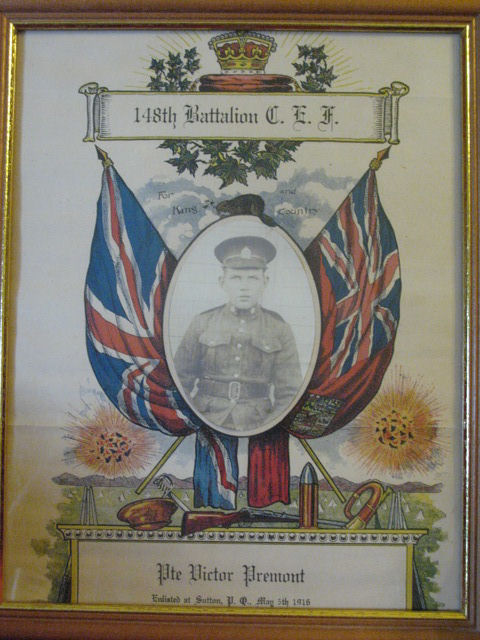 148th Battalion C. E. F.
For and
King Country
Pte Victor Premont
Enlisted at Sutton, P. Q., May 5th 1916